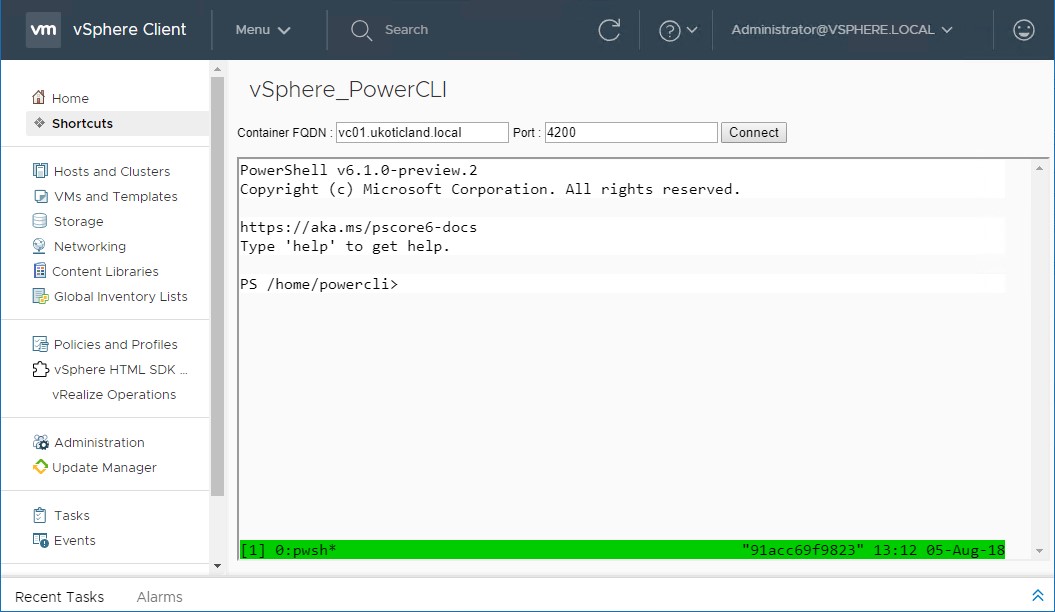 vm vSphere Client Menu Search ? Administrator@VSPHERE.LOCAL
Home
Shortcuts
Hosts and Clusters
VMs and Templates
Storage
Networking
Content Libraries
Global Inventory Lists
Policies and Profiles
vSphere HTML SDK ...
vRealize Operations
Administration
Update Manager
Tasks
Events
vSphere_PowerCLI
Container FQDN : vc01.ukoticland.local Port : 4200 Connect
PowerShell v6.1.0-preview.2
Copyright (c) Microsoft Corporation. All rights reserved.
https://aka.ms/pscore6-docs
Type 'help' to get help.
PS /home/powercli>
[1] 0:pwsh* "91acc69f9823" 13:12 05-Aug-18
Recent Tasks Alarms